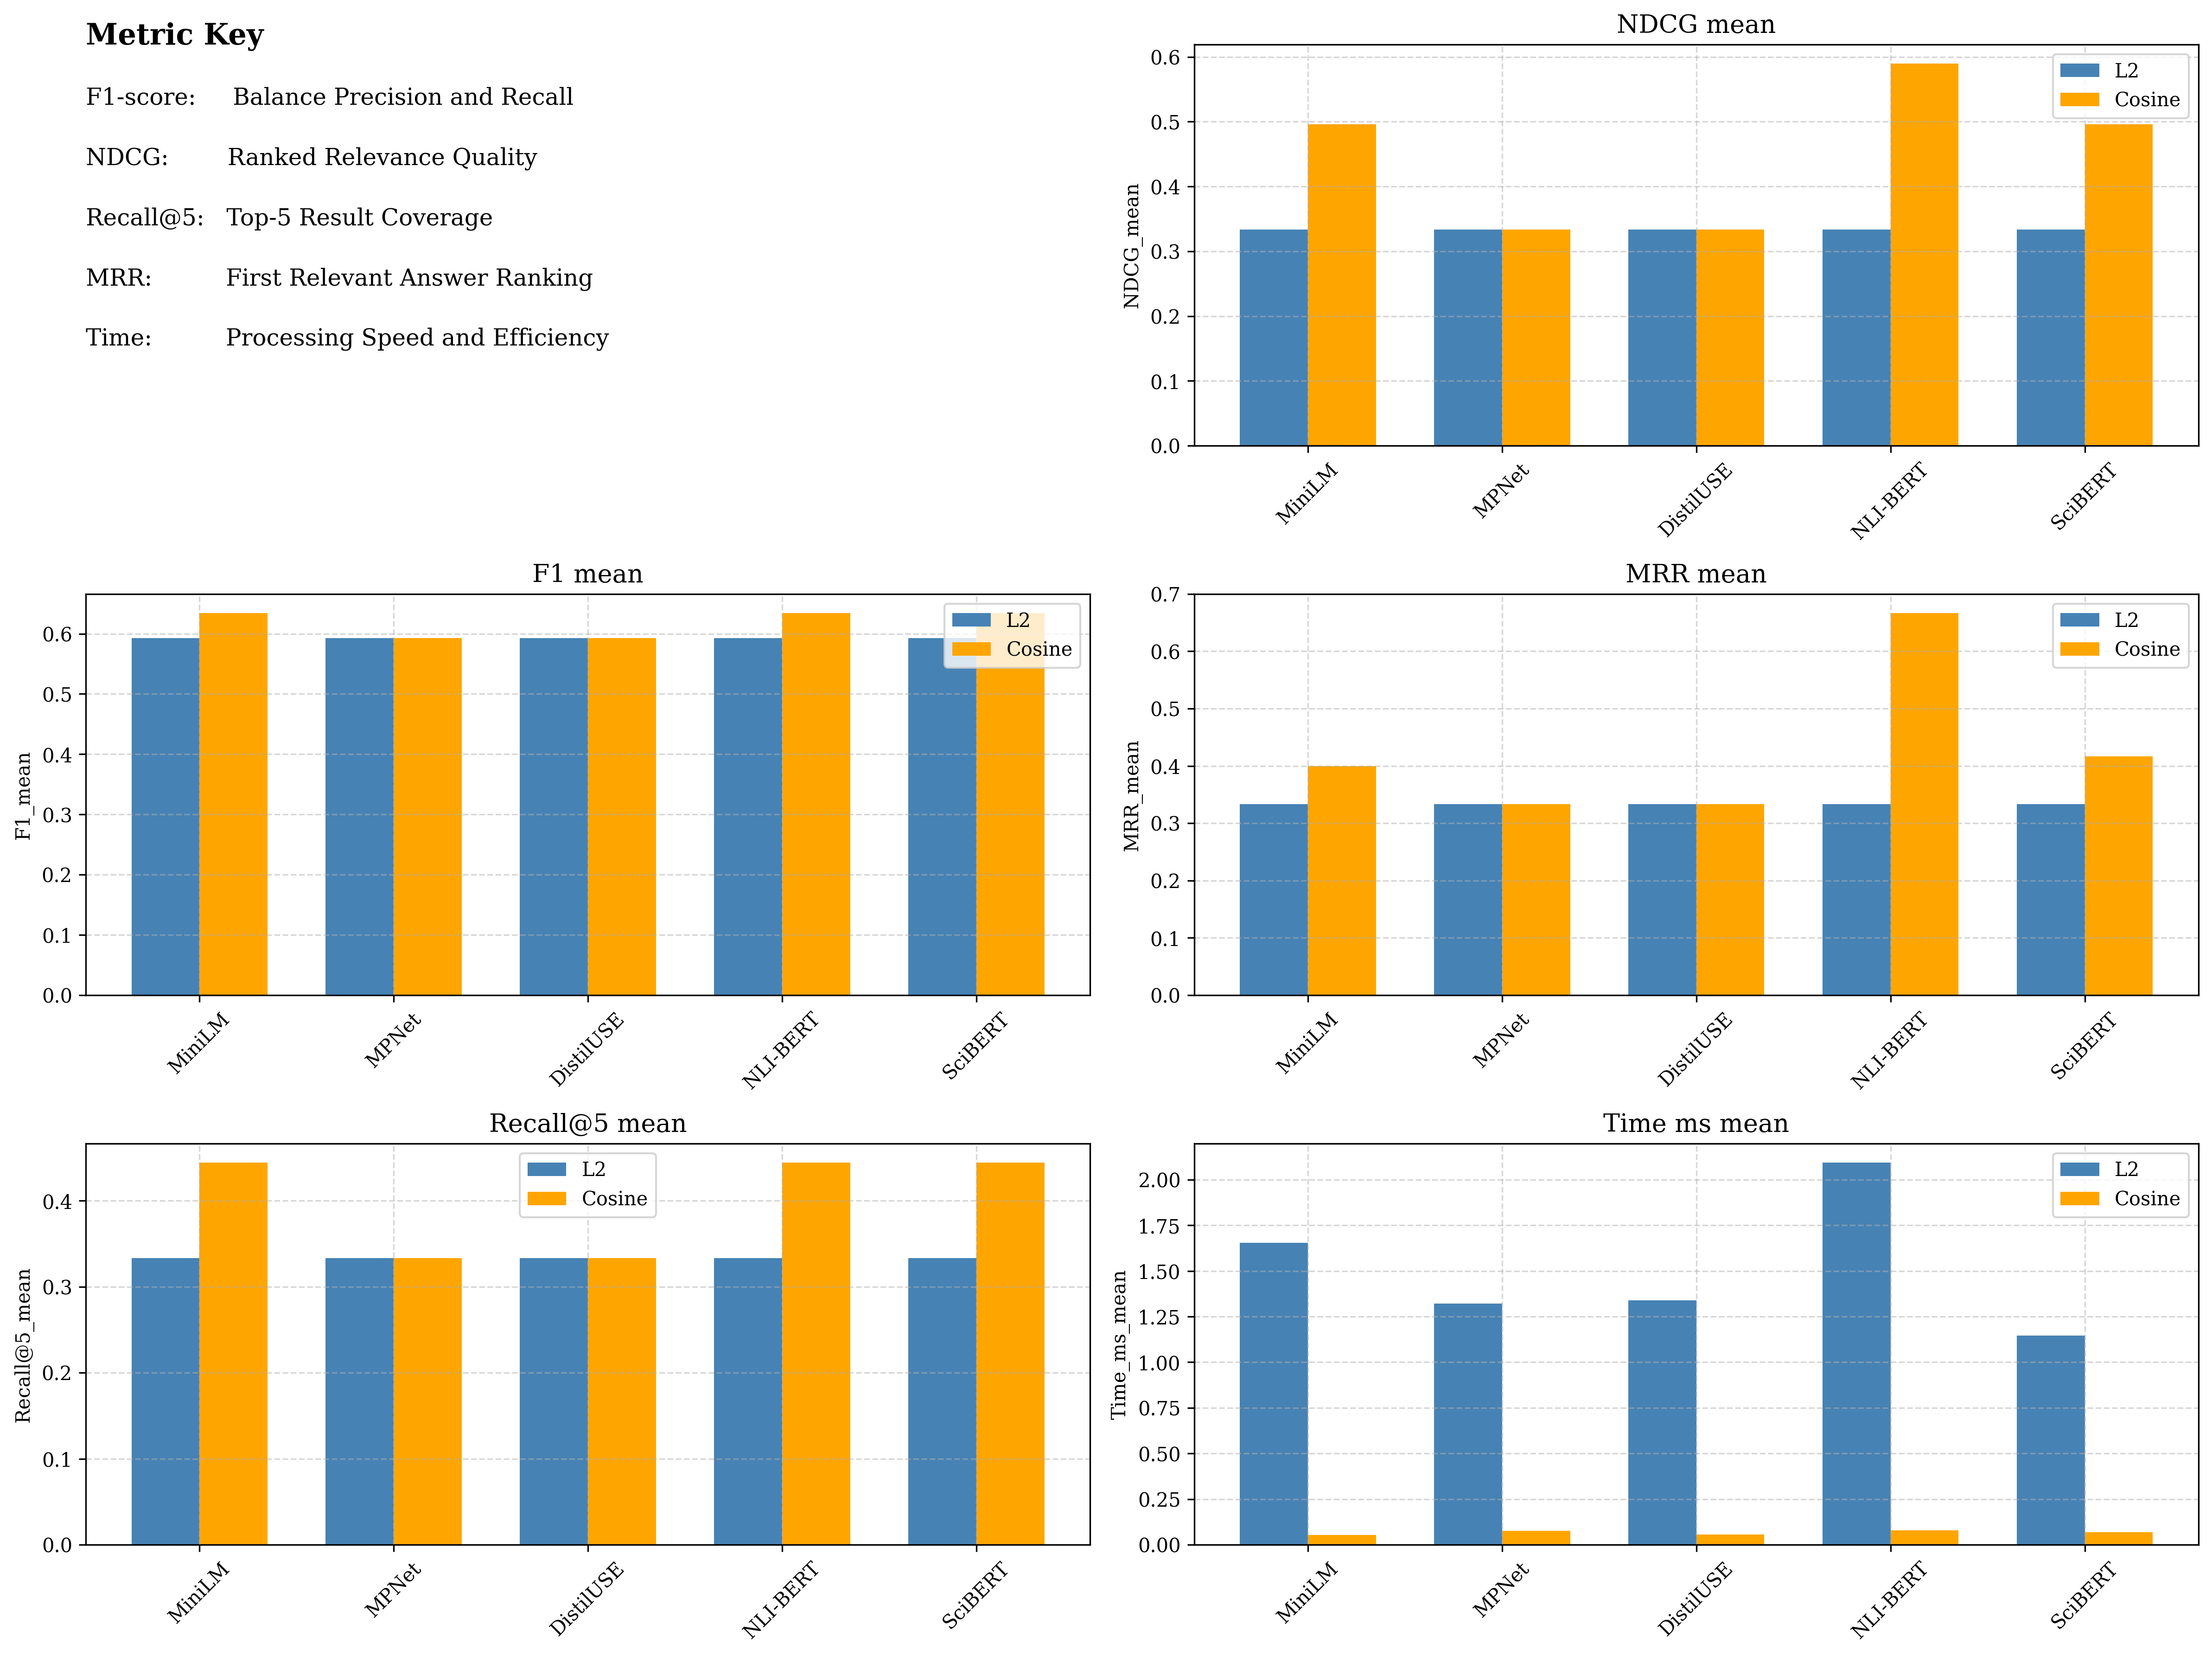 Metric Key
F1-score: Balance Precision and Recall
NDCG: Ranked Relevance Quality
Recall@5: Top-5 Result Coverage
MRR: First Relevant Answer Ranking
Time: Processing Speed and Efficiency
NDCG mean
NDCG_mean
0.6
0.5
0.4
0.3
0.2
0.1
0.0
L2
Cosine
MiniLM
MPNet
DistilUSE
NLI-BERT
SciBERT
F1 mean
F1_mean
0.6
0.5
0.4
0.3
0.2
0.1
0.0
L2
Cosine
MiniLM
MPNet
DistilUSE
NLI-BERT
SciBERT
MRR mean
MRR_mean
0.7
0.6
0.5
0.4
0.3
0.2
0.1
0.0
L2
Cosine
MiniLM
MPNet
DistilUSE
NLI-BERT
SciBERT
Recall@5 mean
Recall@5_mean
0.4
0.3
0.2
0.1
0.0
L2
Cosine
MiniLM
MPNet
DistilUSE
NLI-BERT
SciBERT
Time ms mean
Time_ms_mean
2.00
1.75
1.50
1.25
1.00
0.75
0.50
0.25
0.00
L2
Cosine
MiniLM
MPNet
DistilUSE
NLI-BERT
SciBERT